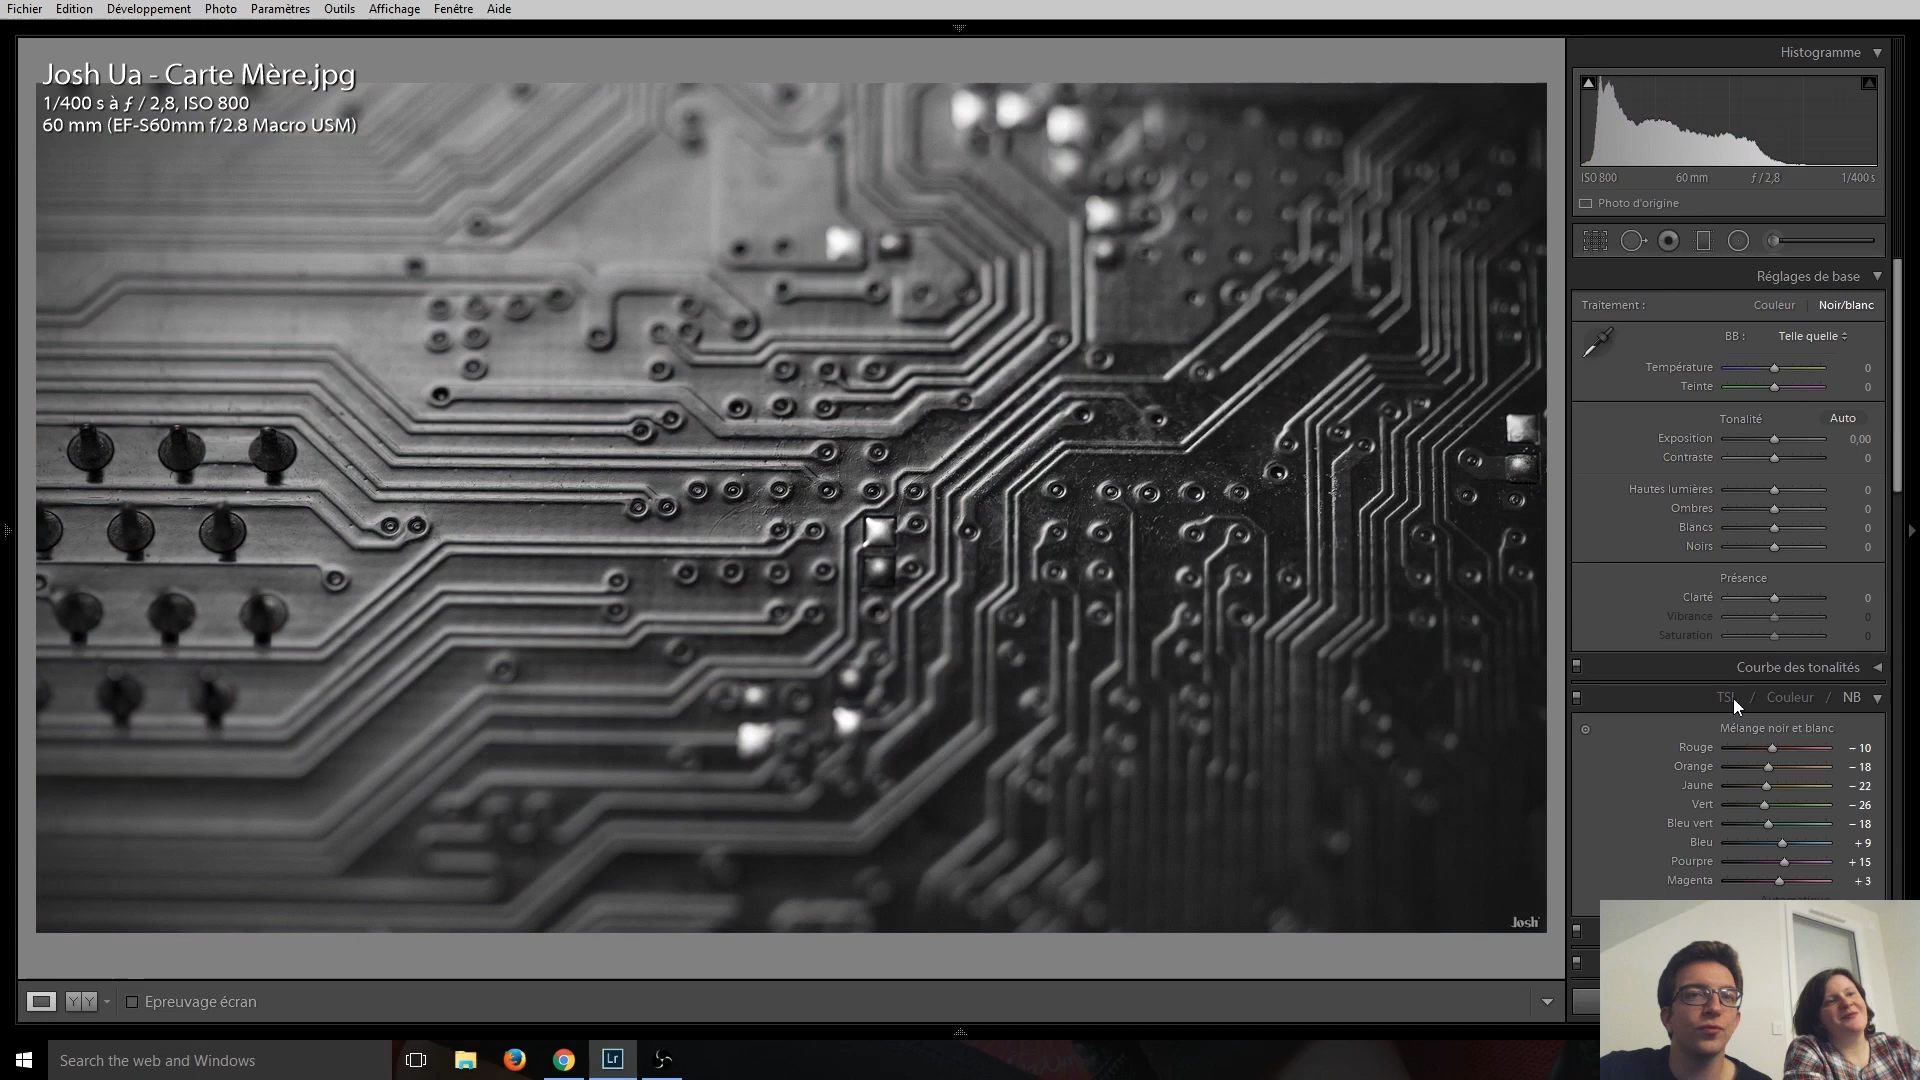 Fichier Edition Développement Photo Paramètres Outils Affichage Fenêtre Aide
Josh Ua - Carte Mère.jpg
1/400 s à ƒ / 2,8, ISO 800
60 mm (EF-S60mm f/2.8 Macro USM)
Josh
Histogramme
ISO 800 60 mm ƒ / 2,8 1/400 s
Photo d'origine
Réglages de base
Traitement : Couleur Noir/blanc
BB : Telle quelle
Température 0
Teinte 0
Tonalité Auto
Exposition 0,00
Contraste 0
Hautes lumières 0
Ombres 0
Blancs 0
Noirs 0
Présence
Clarté 0
Vibrance 0
Saturation 0
Courbe des tonalités
TSL / Couleur / NB
Mélange noir et blanc
Rouge – 10
Orange – 18
Jaune – 22
Vert – 26
Bleu vert – 18
Bleu + 9
Pourpre + 15
Magenta + 3
Y Y Epreuvage écran
Search the web and Windows
Lr